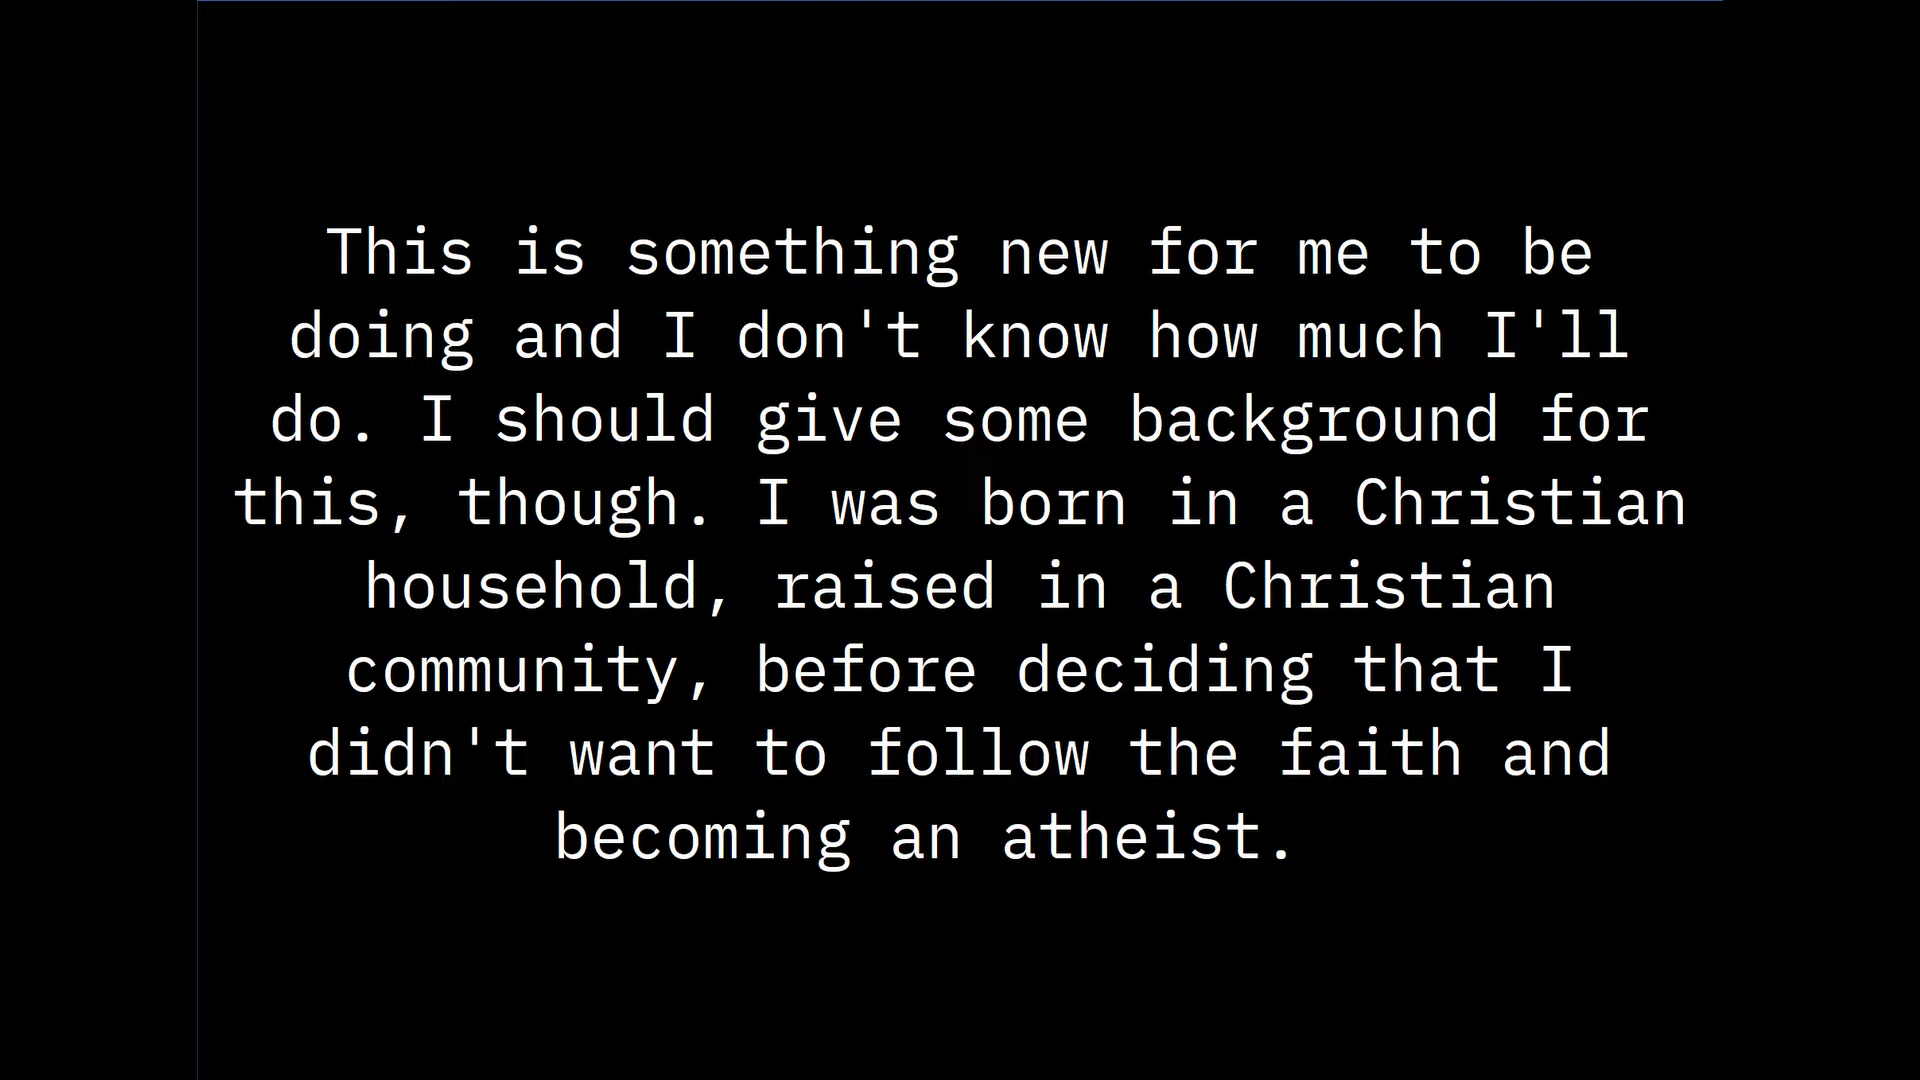 This is something new for me to be
doing and I don't know how much I'll
do. I should give some background for
this, though. I was born in a Christian
household, raised in a Christian
community, before deciding that I
didn't want to follow the faith and
becoming an atheist.